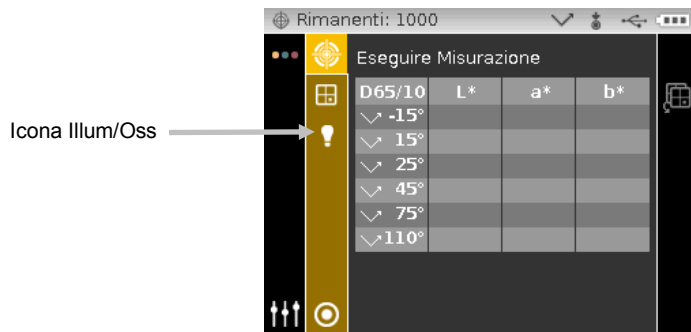 Rimanenti: 1000
Eseguire Misurazione
D65/10 L* a* b*
-15°
15°
Icona Illum/Oss
25°
45°
75°
110°